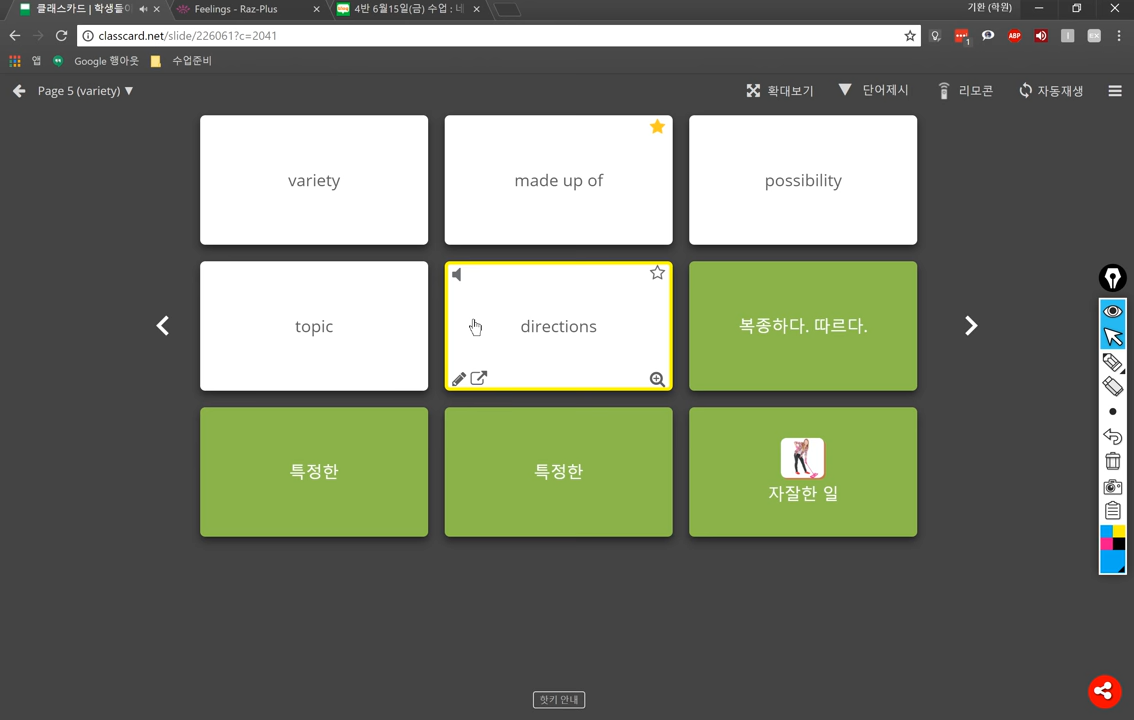 클래스카드 | 학생들이
Feelings - Raz-Plus
4반 6월15일(금) 수업 : 네
기환 (학원)
classcard.net/slide/226061?c=2041
1
ABP
앱
Google 행아웃
수업준비
Page 5 (variety) ▼
확대보기
단어제시
리모콘
자동재생
variety
made up of
possibility
topic
directions
복종하다. 따르다.
특정한
특정한
자잘한 일
핫키 안내